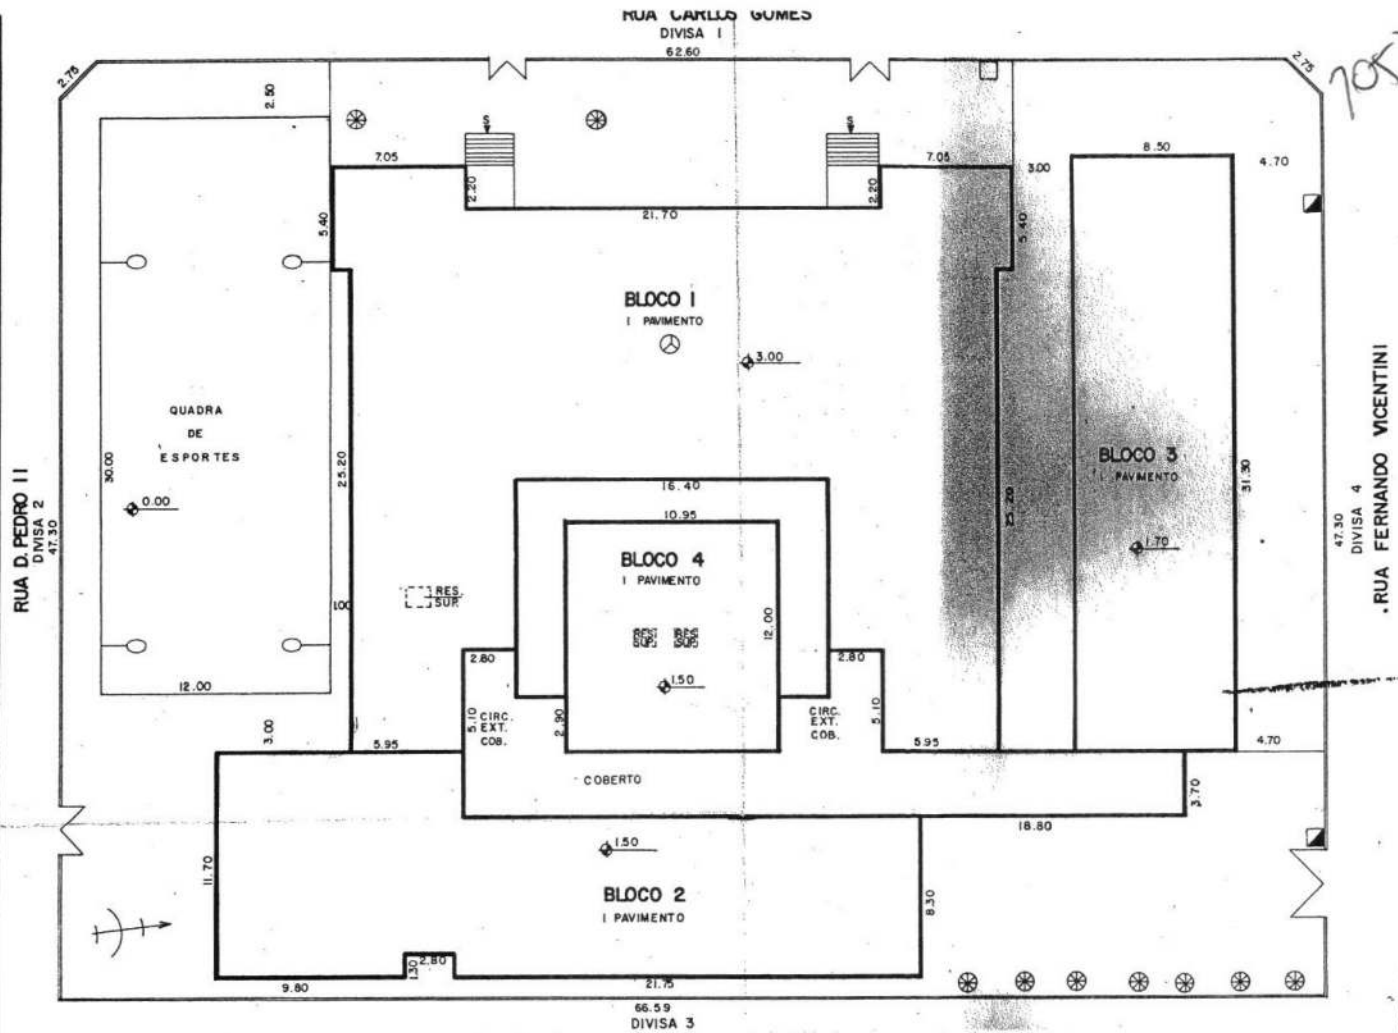 RUA CARLOS GOMES
DIVISA 1
62.60
2.75
2.75
705
2.50
S
S
7.05
7.05
2.20
2.20
21.70
3.00
8.50
4.70
5.40
5.40
BLOCO 1
1 PAVIMENTO
3.00
QUADRA
DE
ESPORTES
30.00
0.00
25.20
25.20
1.00
12.00
3.00
RUA D. PEDRO II
DIVISA 2
47.30
BLOCO 3
1 PAVIMENTO
1.70
31.30
47.30
DIVISA 4
RUA FERNANDO VICENTINI
16.40
10.95
BLOCO 4
1 PAVIMENTO
RES.
SUP.
RES.
SUP.
RES.
SUP.
12.00
1.50
2.80
2.80
5.10
CIRC.
EXT.
COB.
2.90
CIRC.
EXT.
COB.
5.10
5.95
5.95
4.70
COBERTO
3.70
18.80
1.50
11.70
BLOCO 2
1 PAVIMENTO
8.30
1.30
2.80
9.80
21.75
66.59
DIVISA 3